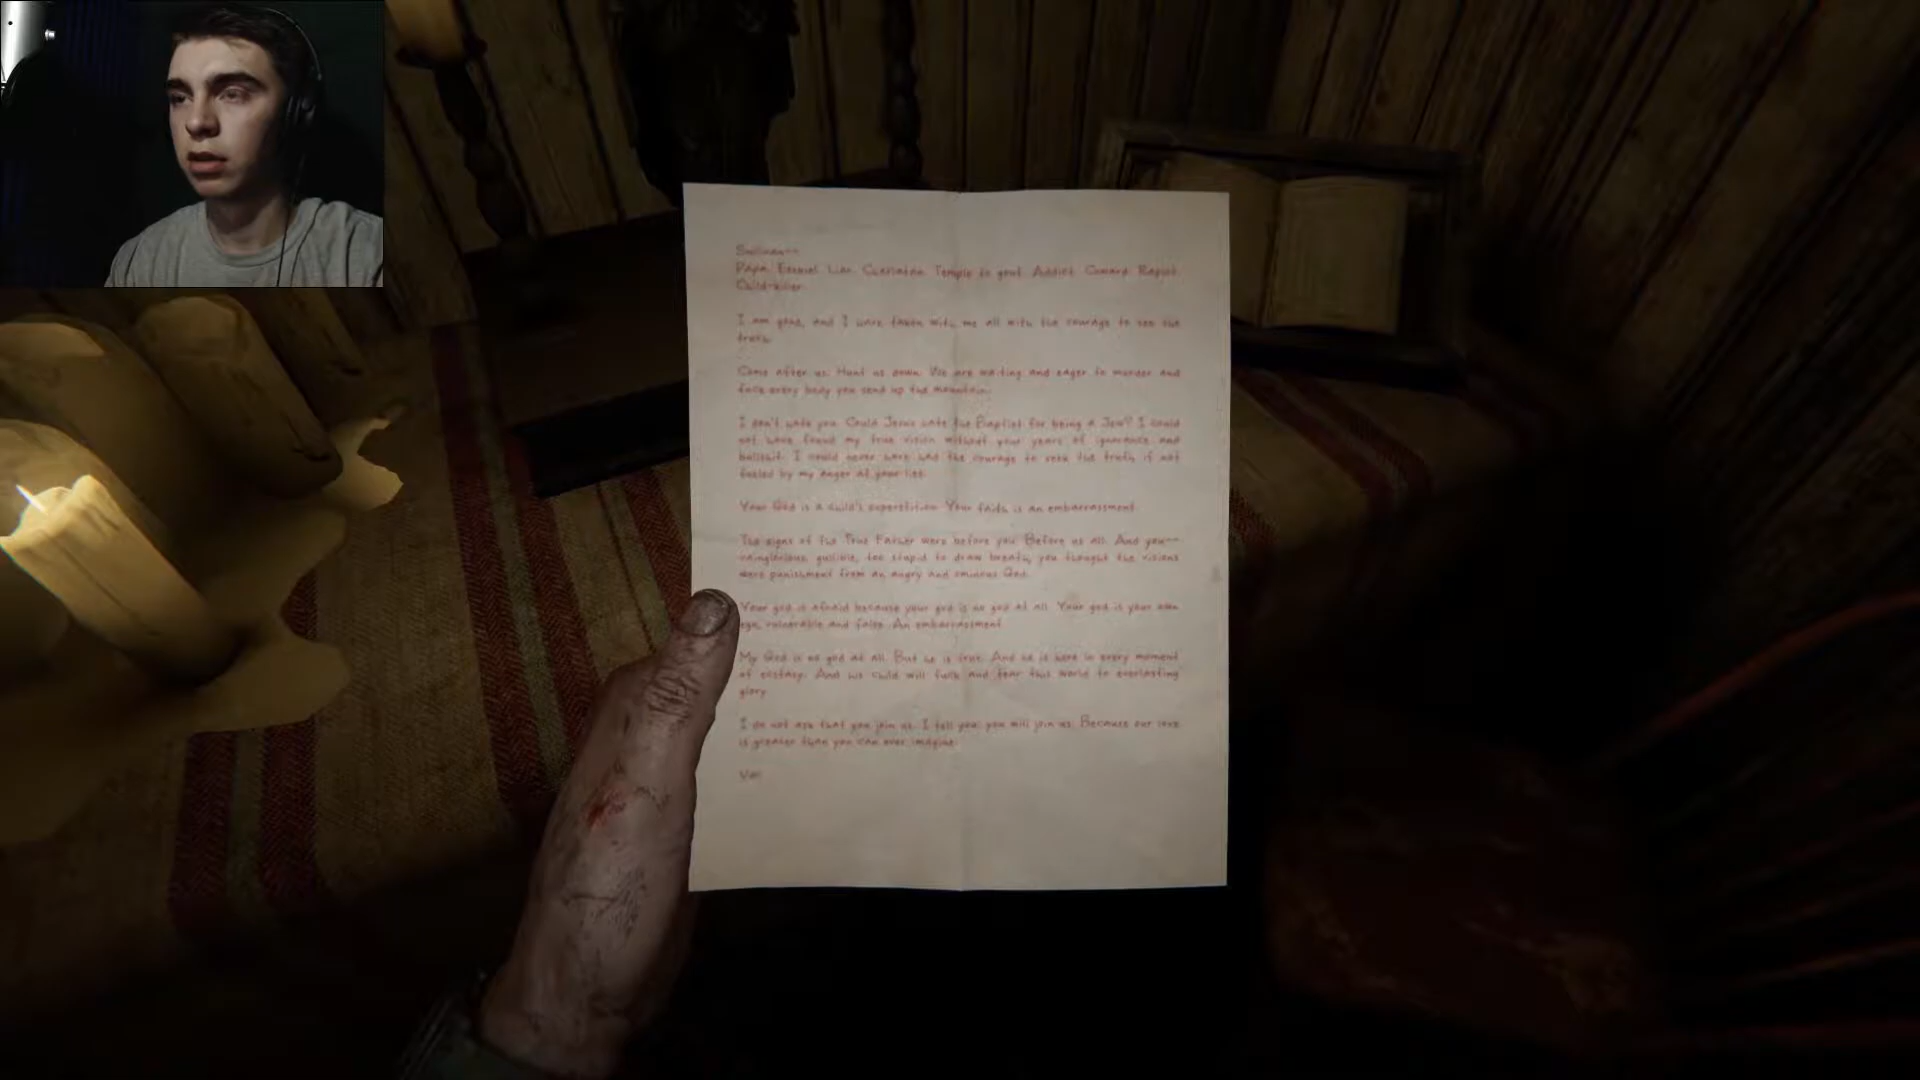 Sullivan--
Papa. Ezekiel. Liar. Charlatan. Temple to gout. Addict. Coward. Rapist.
Child-killer.
I am gone, and I have taken with me all with the courage to see the
truth.
Come after us. Hunt us down. We are waiting and eager to murder and
fuck every body you send up the mountain.
I don't hate you. Could Jesus hate the Baptist for being a Jew? I could
not have found my true vision without your years of ignorance and
bullshit. I could never have had the courage to seek the truth if not
fueled by my anger at your lies.
Your God is a child's superstition. Your faith is an embarrassment.
The signs of the True Father were before you. Before us all. And you--
vainglorious, gullible, too stupid to draw breath, you thought the visions
were punishment from an angry and God.
Your god is afraid because your god is no god at all. Your god is your own
ego, vulnerable and false. An embarrassment.
My God is no god at all. But he is true. And he is here in every moment
of ecstasy. And his child will fuck and tear this world to everlasting
glory.
I do not ask that you join us. I tell you: you will join us. Because our love
is greater than you can ever imagine.
Val